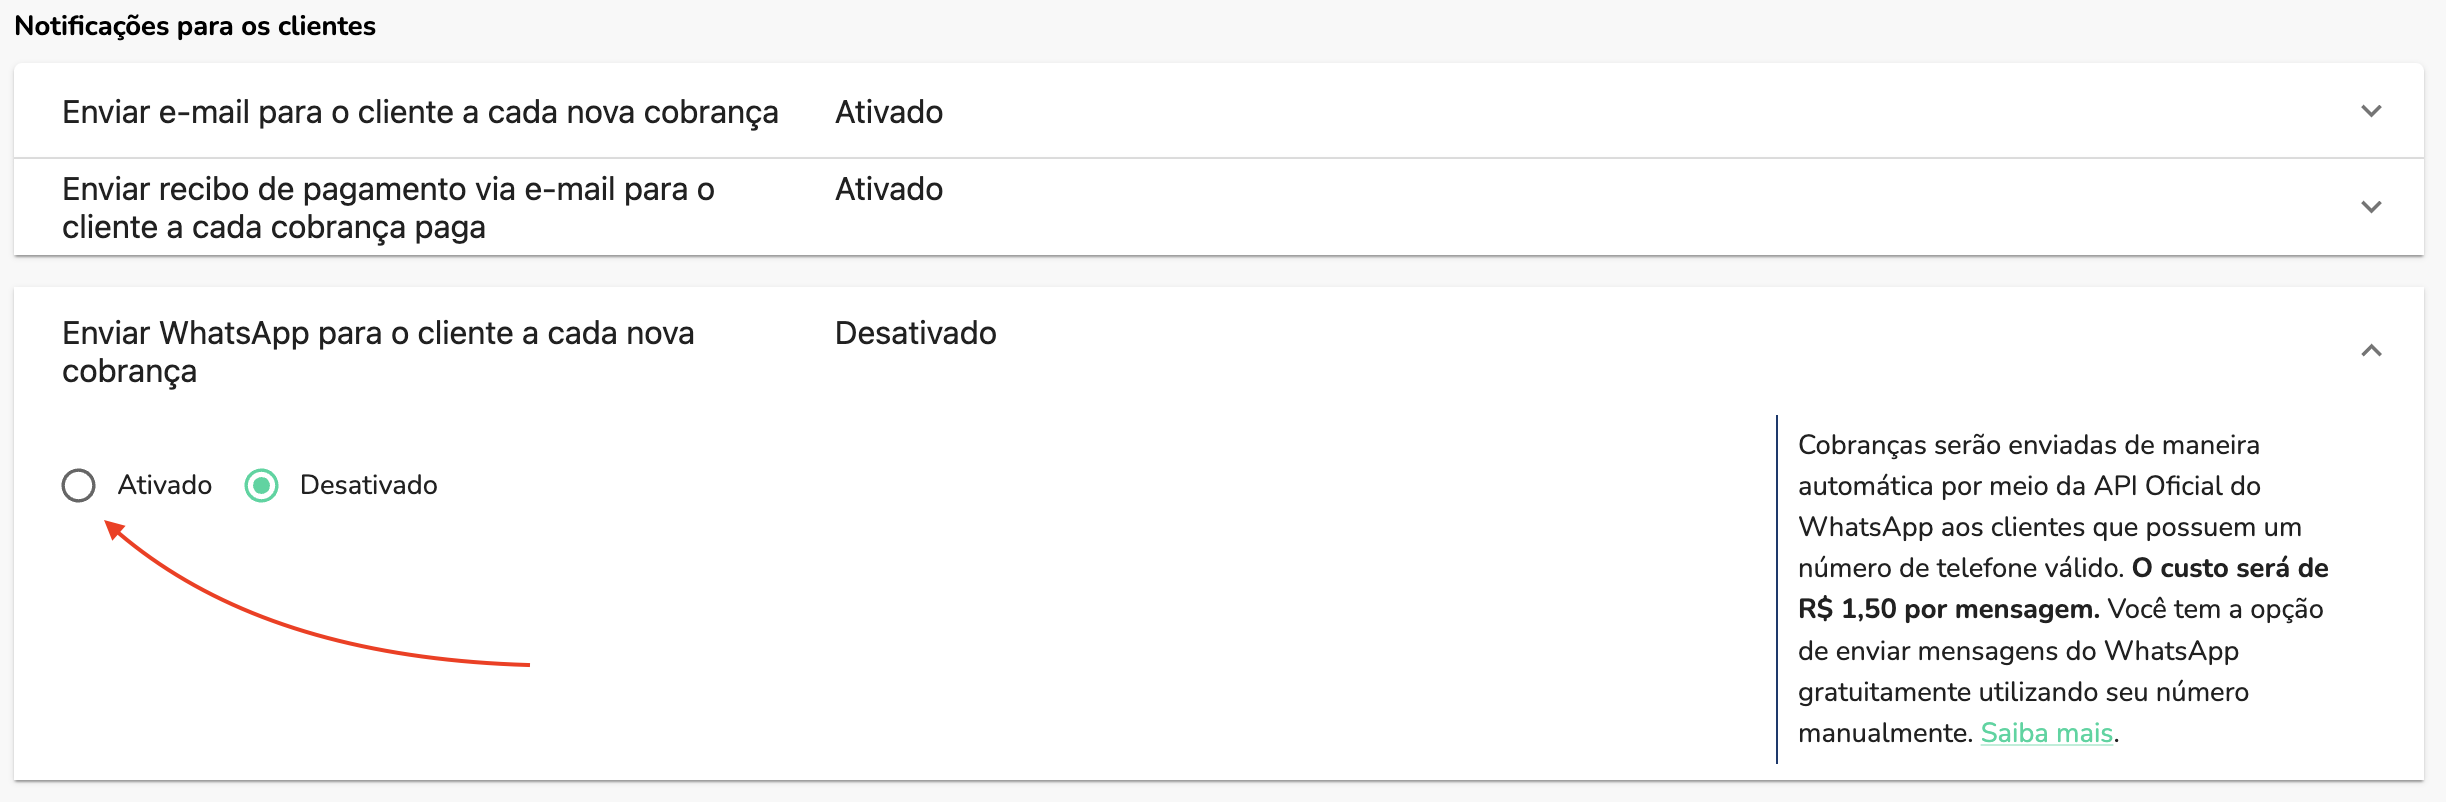 Notificações para os clientes
Enviar e-mail para o cliente a cada nova cobrança
Ativado
Enviar recibo de pagamento via e-mail para o
cliente a cada cobrança paga
Ativado
Enviar WhatsApp para o cliente a cada nova
cobrança
Desativado
Ativado
Desativado
Cobranças serão enviadas de maneira
automática por meio da API Oficial do
WhatsApp aos clientes que possuem um
número de telefone válido. O custo será de
R$ 1,50 por mensagem. Você tem a opção
de enviar mensagens do WhatsApp
gratuitamente utilizando seu número
manualmente. Saiba mais.